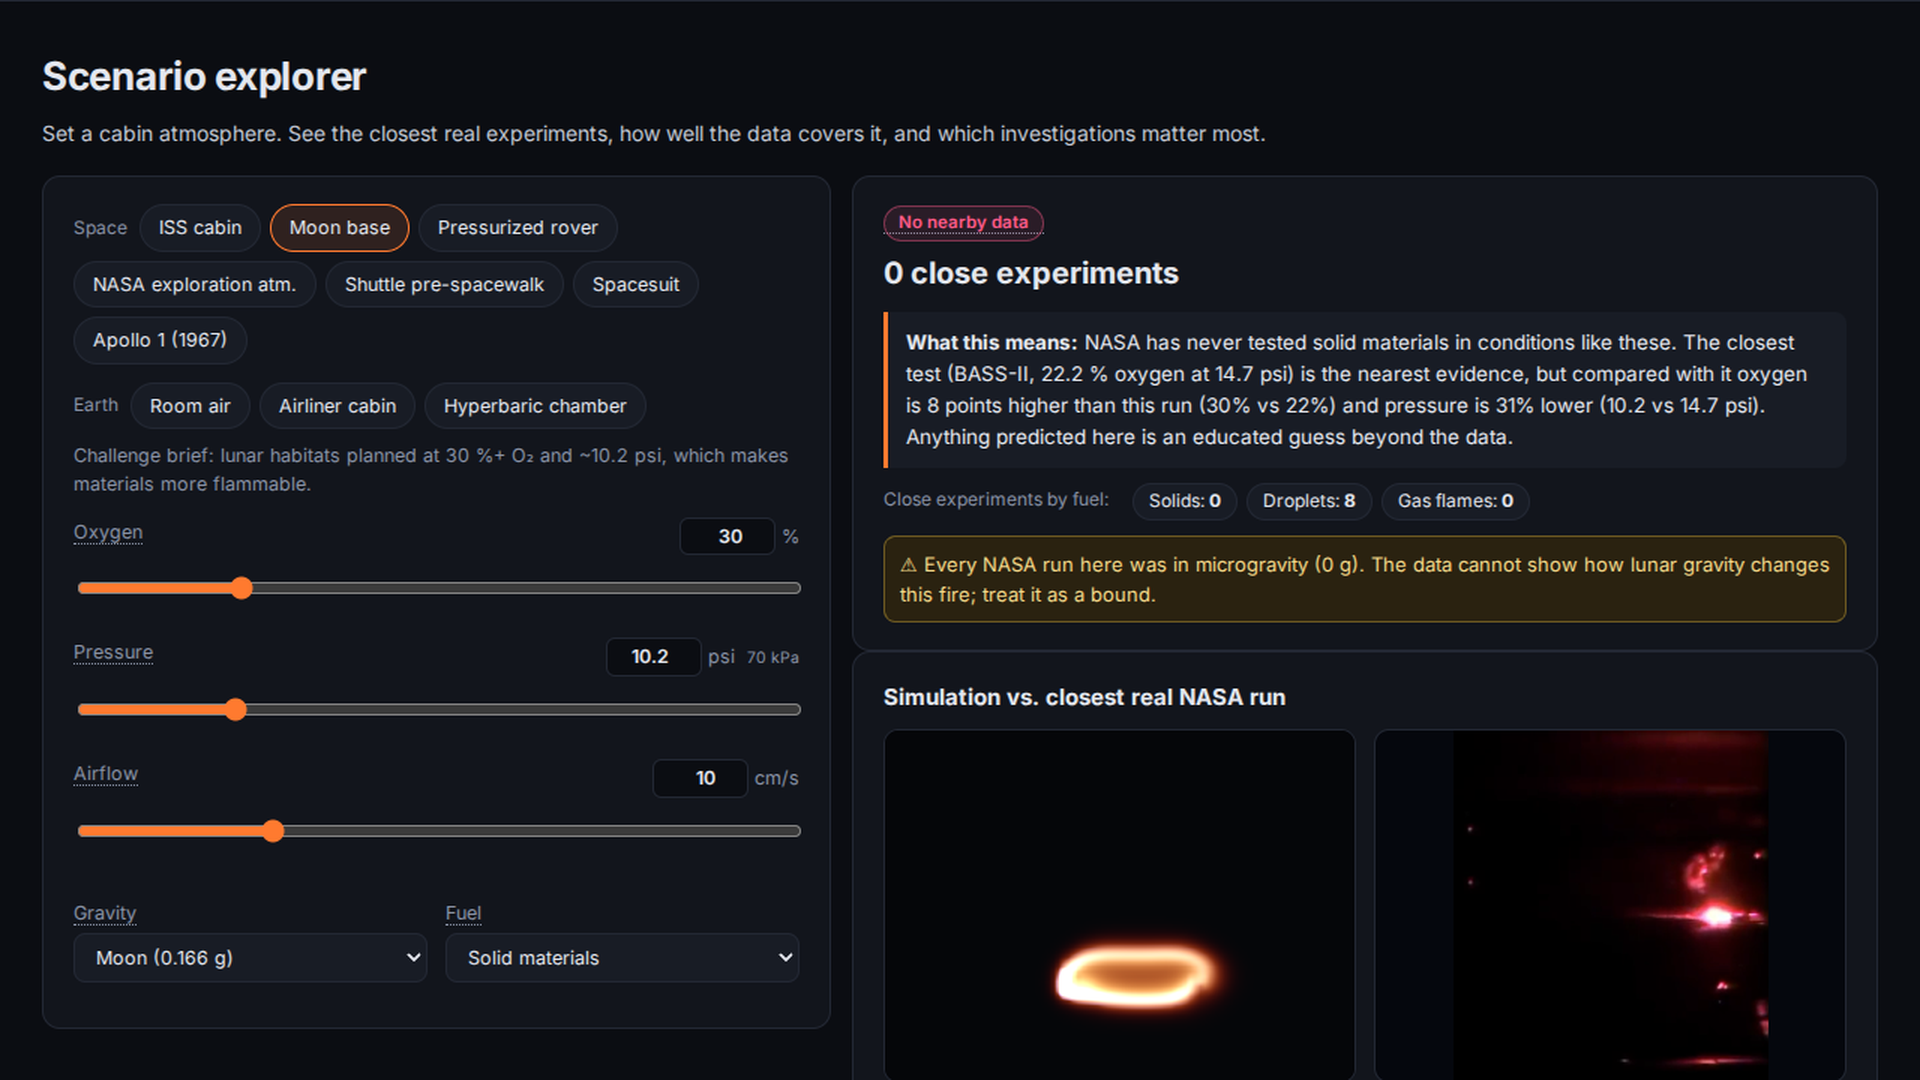 Scenario explorer
Set a cabin atmosphere. See the closest real experiments, how well the data covers it, and which investigations matter most.
Space ISS cabin Moon base Pressurized rover
NASA exploration atm. Shuttle pre-spacewalk Spacesuit
Apollo 1 (1967)
Earth Room air Airliner cabin Hyperbaric chamber
Challenge brief: lunar habitats planned at 30 %+ O₂ and ~10.2 psi, which makes
materials more flammable.
Oxygen 30 %
Pressure 10.2 psi 70 kPa
Airflow 10 cm/s
Gravity Fuel
Moon (0.166 g) Solid materials
No nearby data
0 close experiments
What this means: NASA has never tested solid materials in conditions like these. The closest
test (BASS-II, 22.2 % oxygen at 14.7 psi) is the nearest evidence, but compared with it oxygen
is 8 points higher than this run (30% vs 22%) and pressure is 31% lower (10.2 vs 14.7 psi).
Anything predicted here is an educated guess beyond the data.
Close experiments by fuel: Solids: 0 Droplets: 8 Gas flames: 0
⚠ Every NASA run here was in microgravity (0 g). The data cannot show how lunar gravity changes
this fire; treat it as a bound.
Simulation vs. closest real NASA run